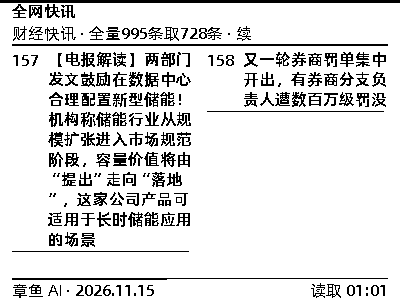 全网快讯
财经快讯 · 全量995条取728条 · 续
157 【电报解读】两部门
发文鼓励在数据中心
合理配置新型储能！
机构称储能行业从规
模扩张进入市场规范
阶段，容量价值将由
“提出”走向“落地
”，这家公司产品可
适用于长时储能应用
的场景
158 又一轮券商罚单集中
开出，有券商分支负
责人遭数百万级罚没
章鱼 AI · 2026.11.15
读取 01:01